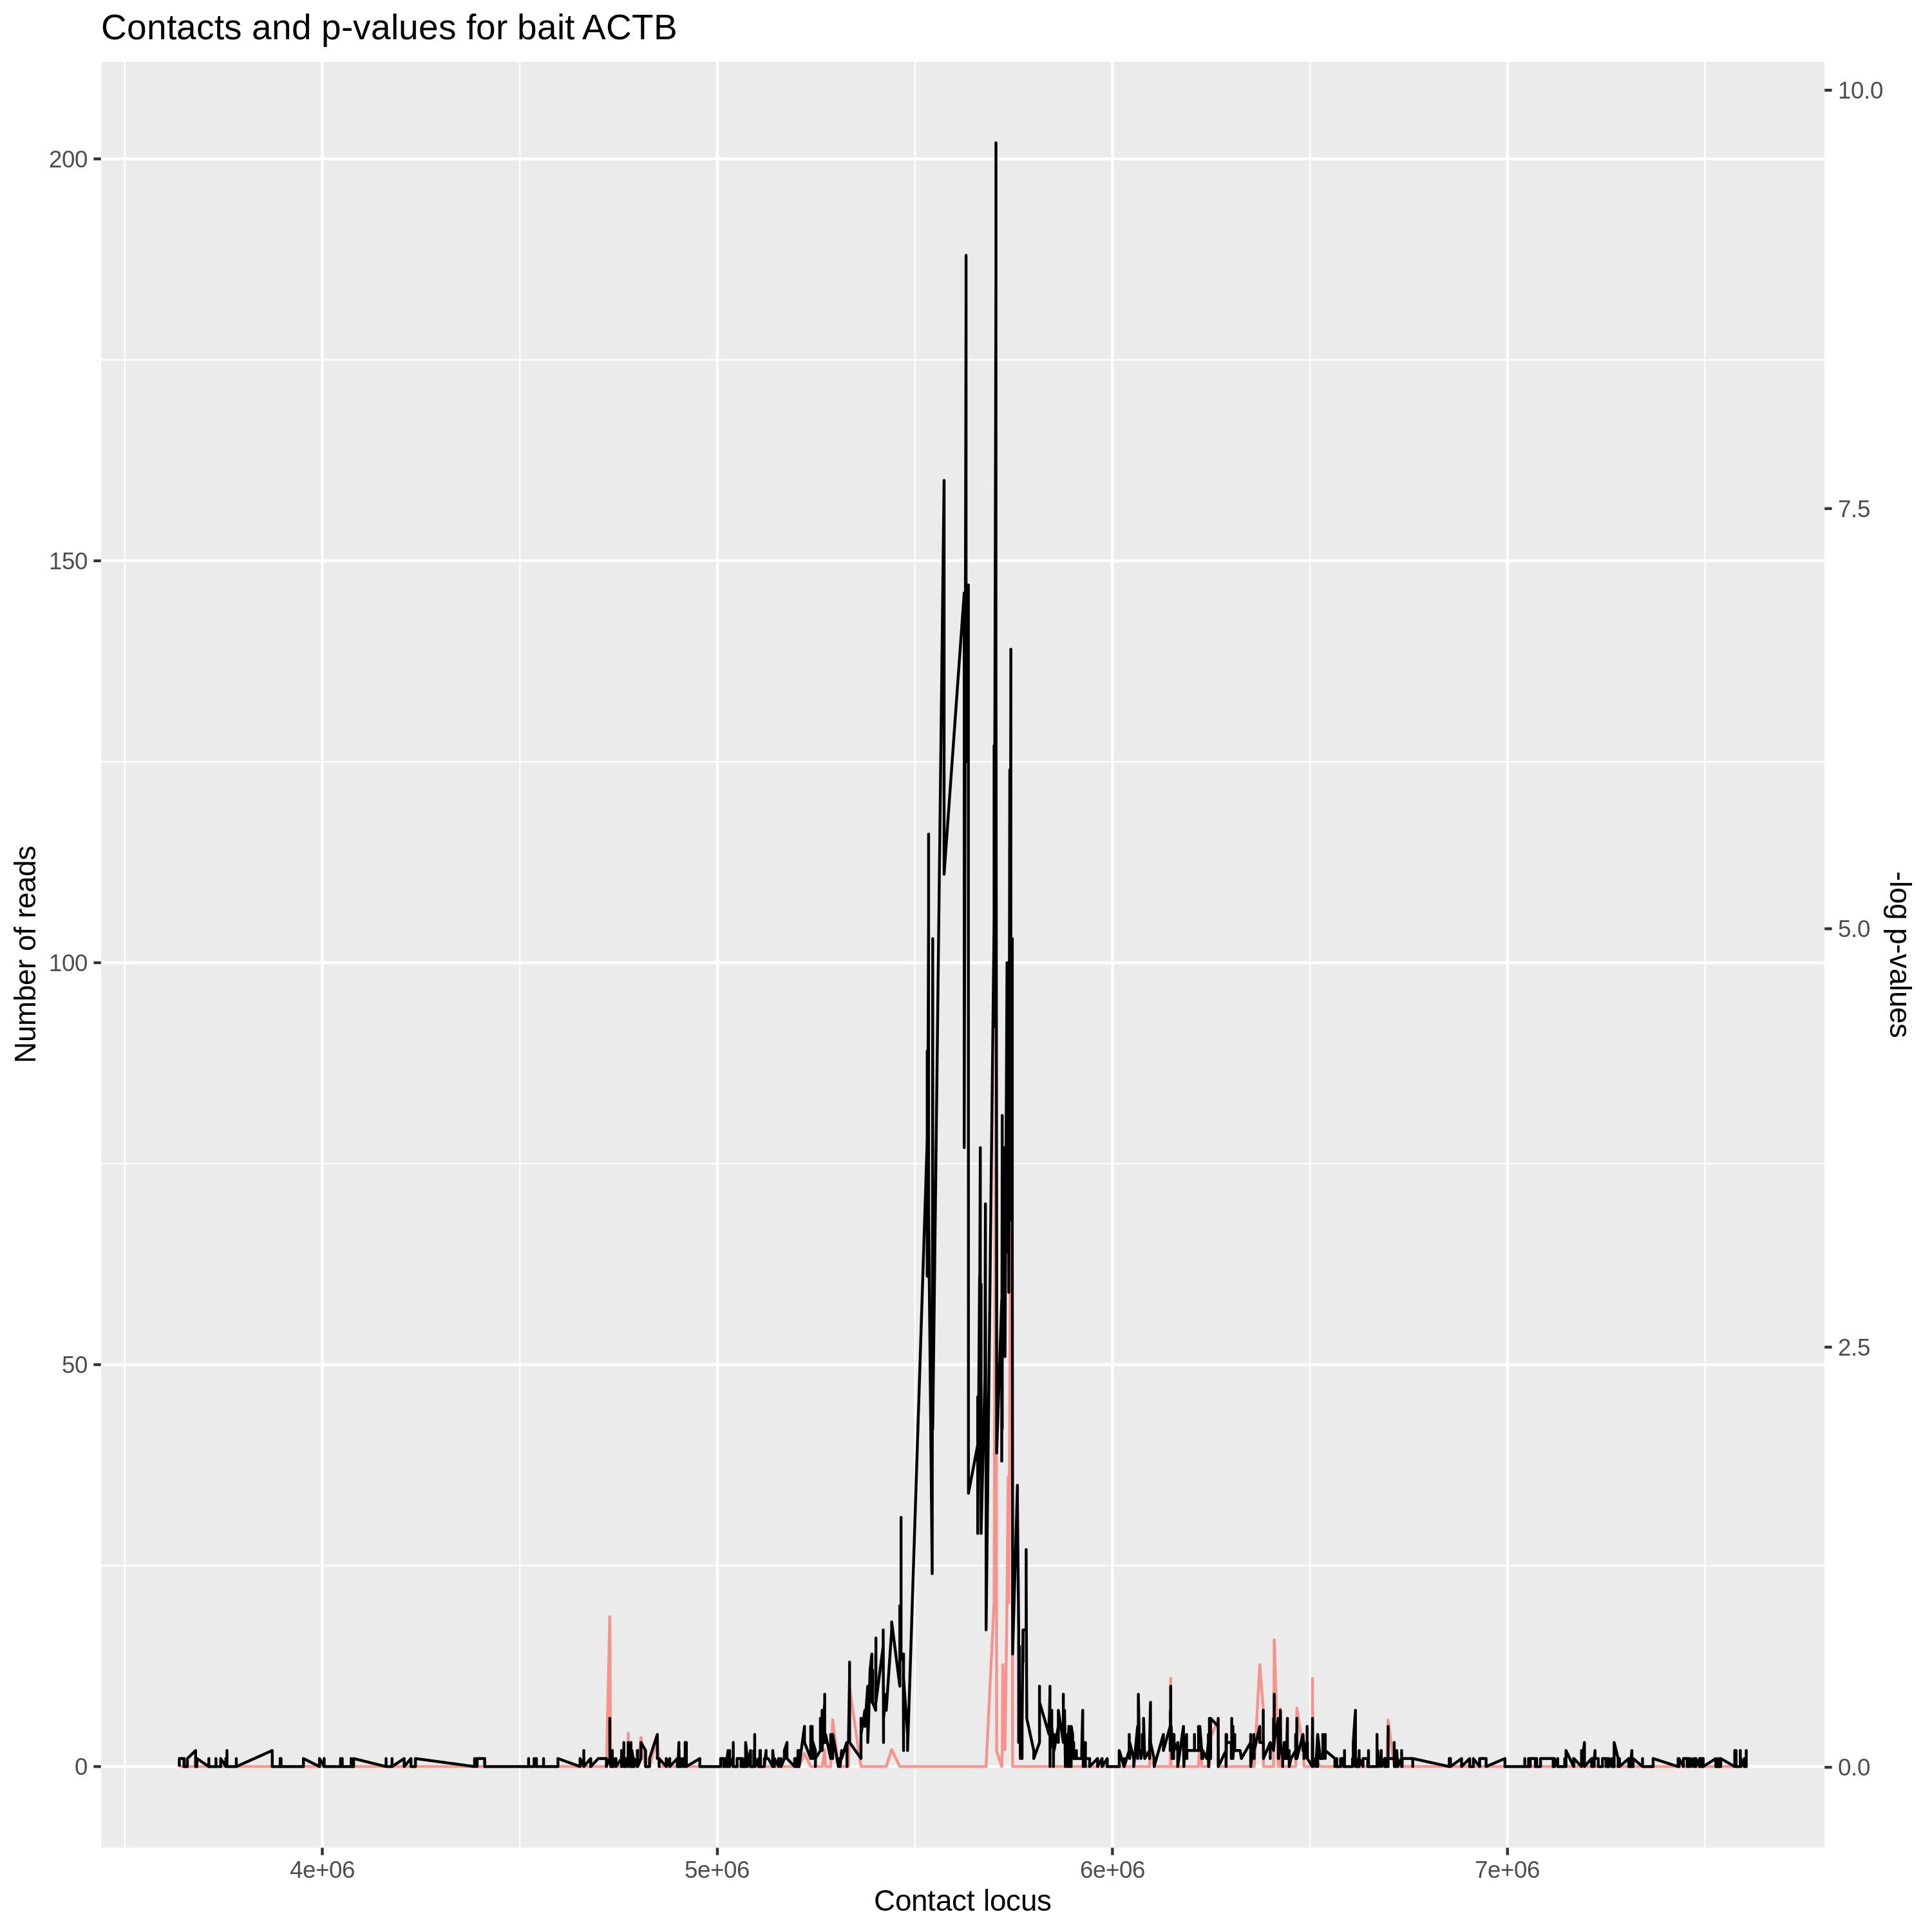 Contacts and p-values for bait ACTB
200
150
100
50
0
10.0
7.5
5.0
2.5
0.0
Number of reads
-log p-values
4e+06
5e+06
6e+06
7e+06
Contact locus